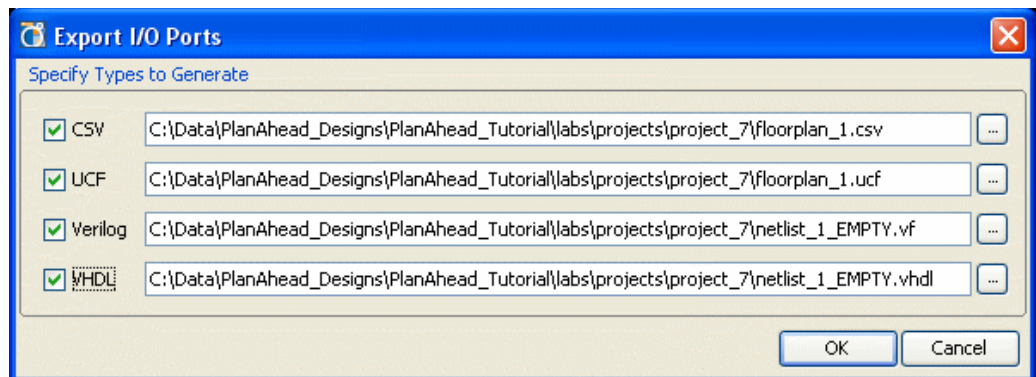 Export I/O Ports
Specify Types to Generate
CSV C:\Data\PlanAhead_Designs\PlanAhead_Tutorial\labs\projects\project_7\floorplan_1.csv ...
UCF C:\Data\PlanAhead_Designs\PlanAhead_Tutorial\labs\projects\project_7\floorplan_1.ucf ...
Verilog C:\Data\PlanAhead_Designs\PlanAhead_Tutorial\labs\projects\project_7\netlist_1_EMPTY.vf ...
VHDL C:\Data\PlanAhead_Designs\PlanAhead_Tutorial\labs\projects\project_7\netlist_1_EMPTY.vhdl ...
OK Cancel